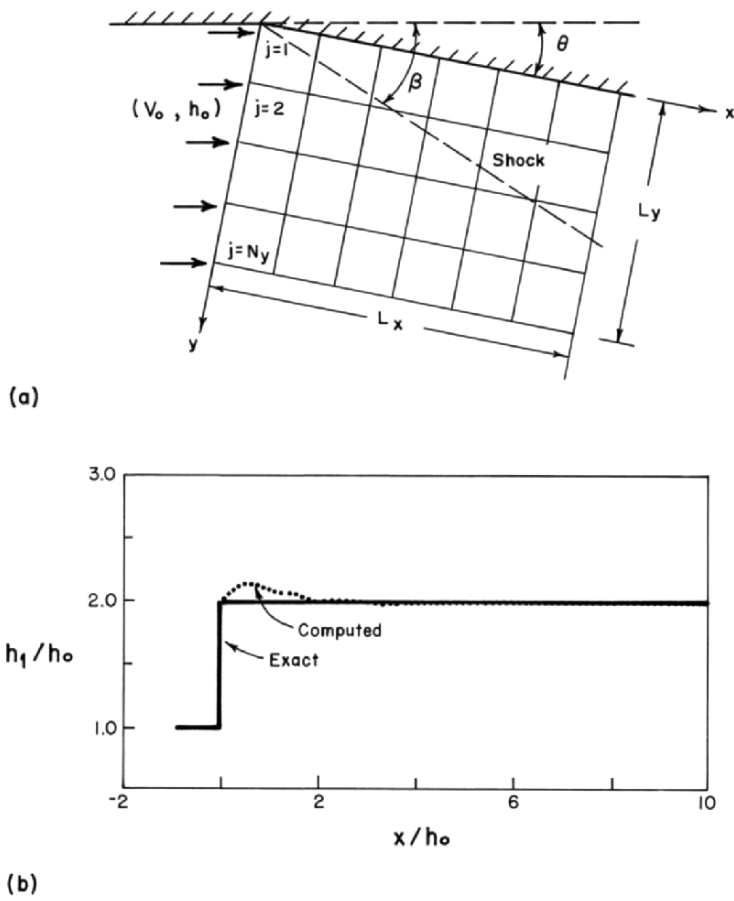 θ
j=1
β
(V₀ , h₀)
j=2
x
Shock
Ly
j=Ny
Lx
y
(a)
3.0
2.0
h₁/h₀
Computed
Exact
1.0
-2 2 6 10
x/h₀
(b)